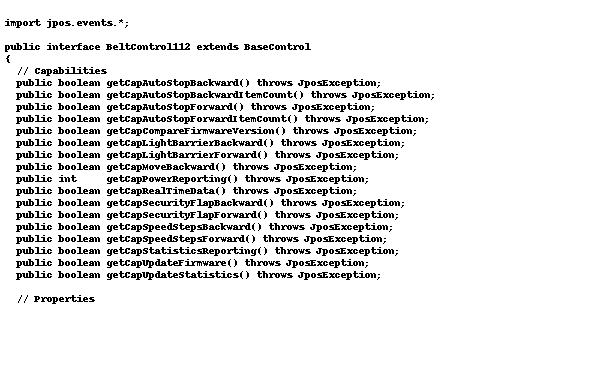 import jpos.events.*;
public interface BeltControl112 extends BaseControl
{
// Capabilities
public boolean getCapAutoStopBackward() throws JposException;
public boolean getCapAutoStopBackwardItemCount() throws JposException;
public boolean getCapAutoStopForward() throws JposException;
public boolean getCapAutoStopForwardItemCount() throws JposException;
public boolean getCapCompareFirmwareVersion() throws JposException;
public boolean getCapLightBarrierBackward() throws JposException;
public boolean getCapLightBarrierForward() throws JposException;
public boolean getCapMoveBackward() throws JposException;
public int     getCapPowerReporting() throws JposException;
public boolean getCapRealTimeData() throws JposException;
public boolean getCapSecurityFlapBackward() throws JposException;
public boolean getCapSecurityFlapForward() throws JposException;
public boolean getCapSpeedStepsBackward() throws JposException;
public boolean getCapSpeedStepsForward() throws JposException;
public boolean getCapStatisticsReporting() throws JposException;
public boolean getCapUpdateFirmware() throws JposException;
public boolean getCapUpdateStatistics() throws JposException;
// Properties